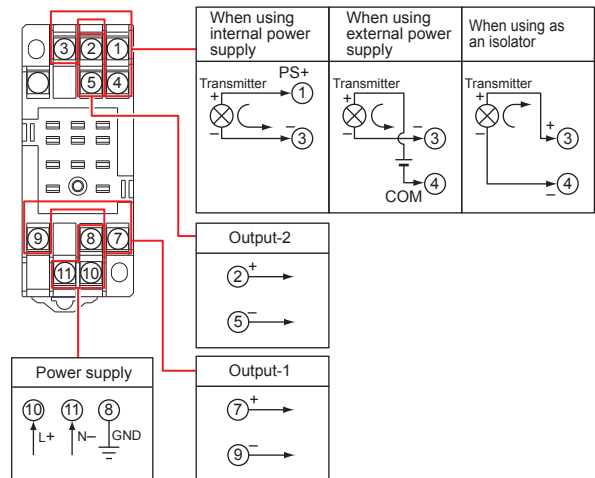 3 2 1
5 4
9 8 7
11 10
When using internal power supply
PS+
Transmitter
+
1
−
−
3
When using external power supply
Transmitter
+
−
−
3
4
COM
When using as an isolator
Transmitter
+
+
3
−
4
−
Output-2
2 +
5 −
Output-1
7 +
9 −
Power supply
10 11 8
L+ N− GND